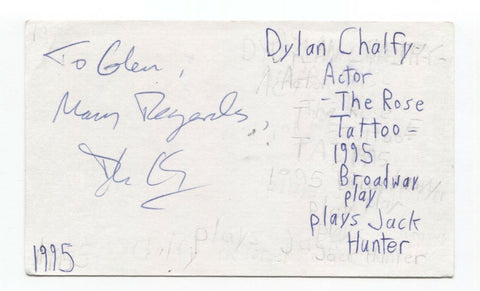 To Glen,
Many Regards,
Dylan Chalfy
Actor
- The Rose
Tattoo =
1995
Broadway
play
plays Jack
Hunter
1995